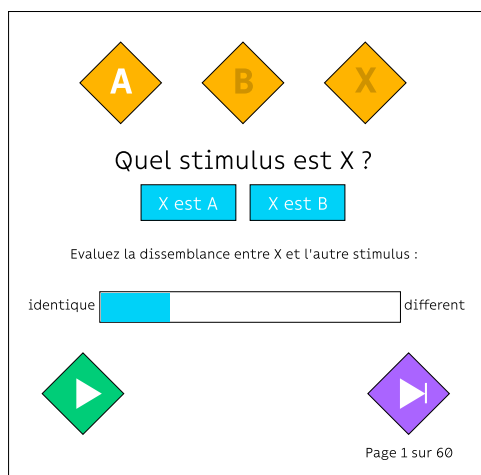 A B X
Quel stimulus est X ?
X est A X est B
Evaluez la dissemblance entre X et l'autre stimulus :
identique different
Page 1 sur 60